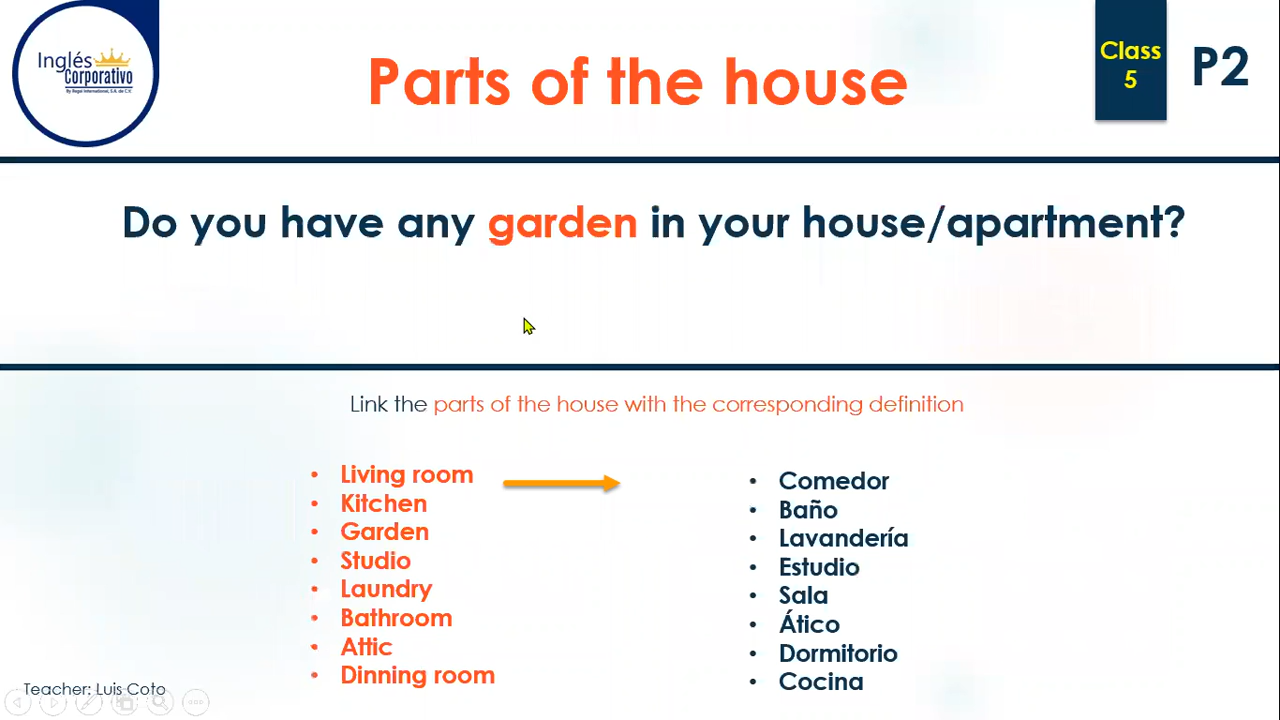 Inglés
Corporativo
By Regal International, S.A. de C.V.
Parts of the house
Class
5
P2
Do you have any garden in your house/apartment?
Link the parts of the house with the corresponding definition
• Living room
• Kitchen
• Garden
• Studio
• Laundry
• Bathroom
• Attic
• Dinning room
• Comedor
• Baño
• Lavandería
• Estudio
• Sala
• Ático
• Dormitorio
• Cocina
Teacher: Luis Coto